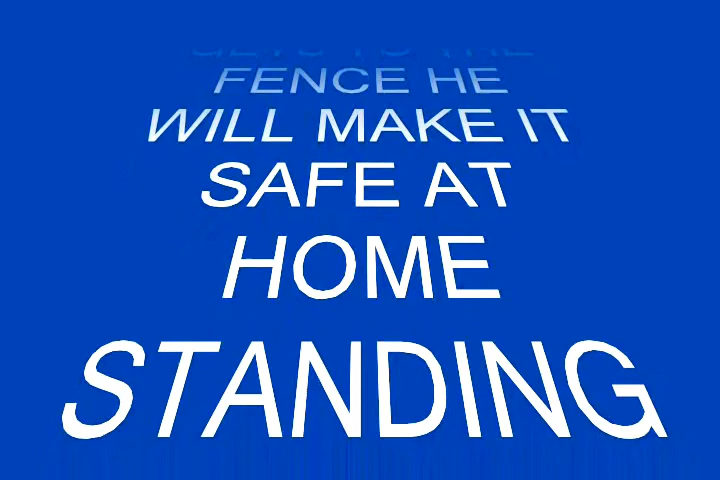 FENCE HE
WILL MAKE IT
SAFE AT
HOME
STANDING